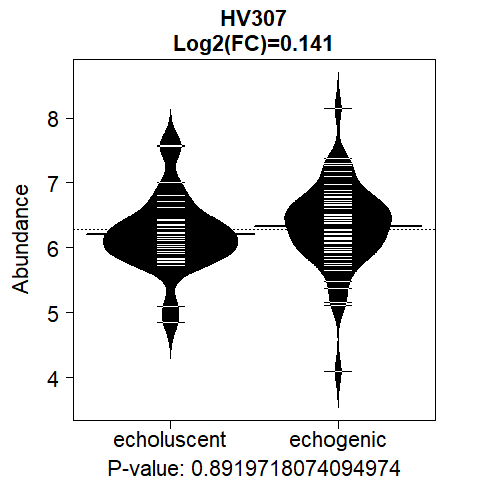 HV307
Log2(FC)=0.141
Abundance
8
7
6
5
4
echoluscent echogenic
P-value: 0.8919718074094974